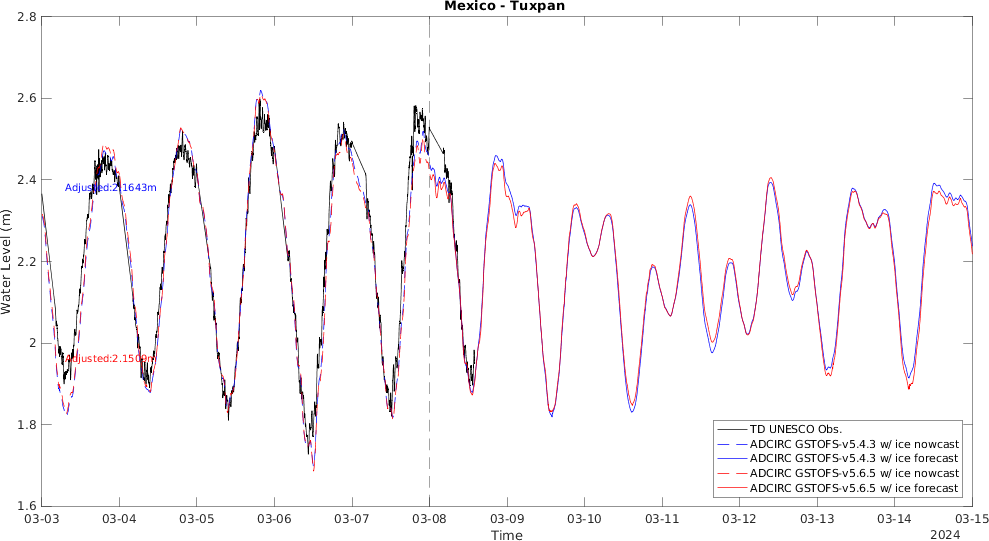 Mexico - Tuxpan
Water Level (m)
2.8
2.6
2.4
2.2
2
1.8
1.6
Adjusted:2.1643m
03-03
03-04
03-05
03-06
03-07
03-08
03-09
03-10
03-11
03-12
03-13
03-14
03-15
Time
2024
TD UNESCO Obs.
ADCIRC GSTOFS-v5.4.3 w/ ice nowcast
ADCIRC GSTOFS-v5.4.3 w/ ice forecast
ADCIRC GSTOFS-v5.6.5 w/ ice nowcast
ADCIRC GSTOFS-v5.6.5 w/ ice forecast